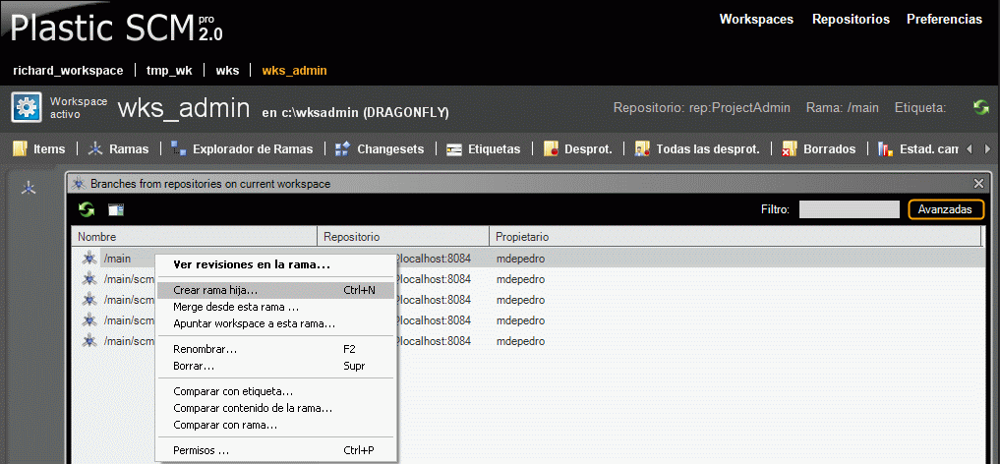 Plastic SCM pro 2.0
Workspaces Repositorios Preferencias
richard_workspace tmp_wk wks wks_admin
Workspace activo wks_admin en c:\wksadmin (DRAGONFLY) Repositorio: rep:ProjectAdmin Rama: /main Etiqueta:
Items Ramas Explorador de Ramas Changesets Etiquetas Desprot. Todas las desprot. Borrados Estad. cam
Branches from repositories on current workspace
Filtro: Avanzadas
Nombre Repositorio Propietario
/main localhost:8084 mdepedro
/main/scm localhost:8084 mdepedro
/main/scm localhost:8084 mdepedro
/main/scm localhost:8084 mdepedro
/main/scm localhost:8084 mdepedro
Ver revisiones en la rama...
Crear rama hija... Ctrl+N
Merge desde esta rama ...
Apuntar workspace a esta rama...
Renombrar... F2
Borrar... Supr
Comparar con etiqueta...
Comparar contenido de la rama...
Comparar con rama...
Permisos ... Ctrl+P